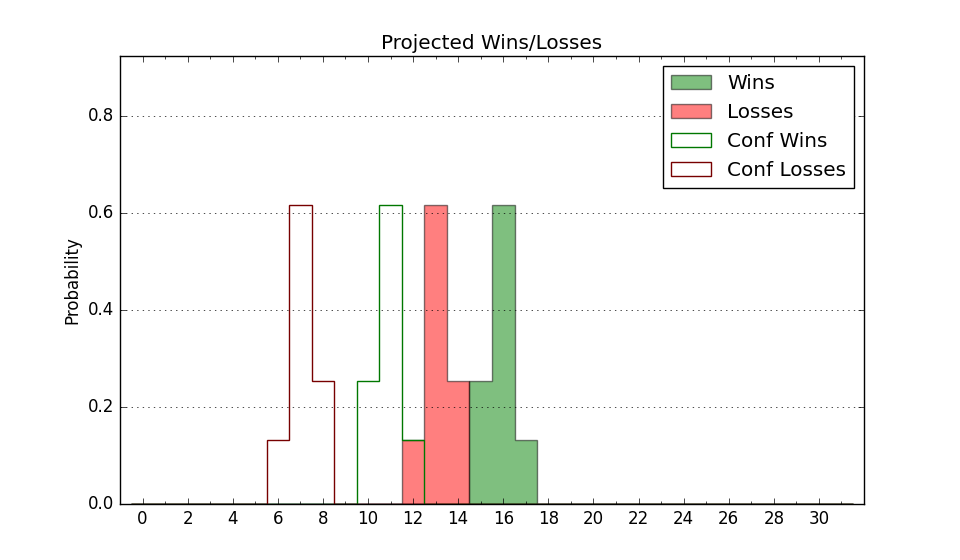 Projected Wins/Losses
Wins
Losses
Conf Wins
Conf Losses
Probability
0.8
0.6
0.4
0.2
0.0
0 2 4 6 8 10 12 14 16 18 20 22 24 26 28 30